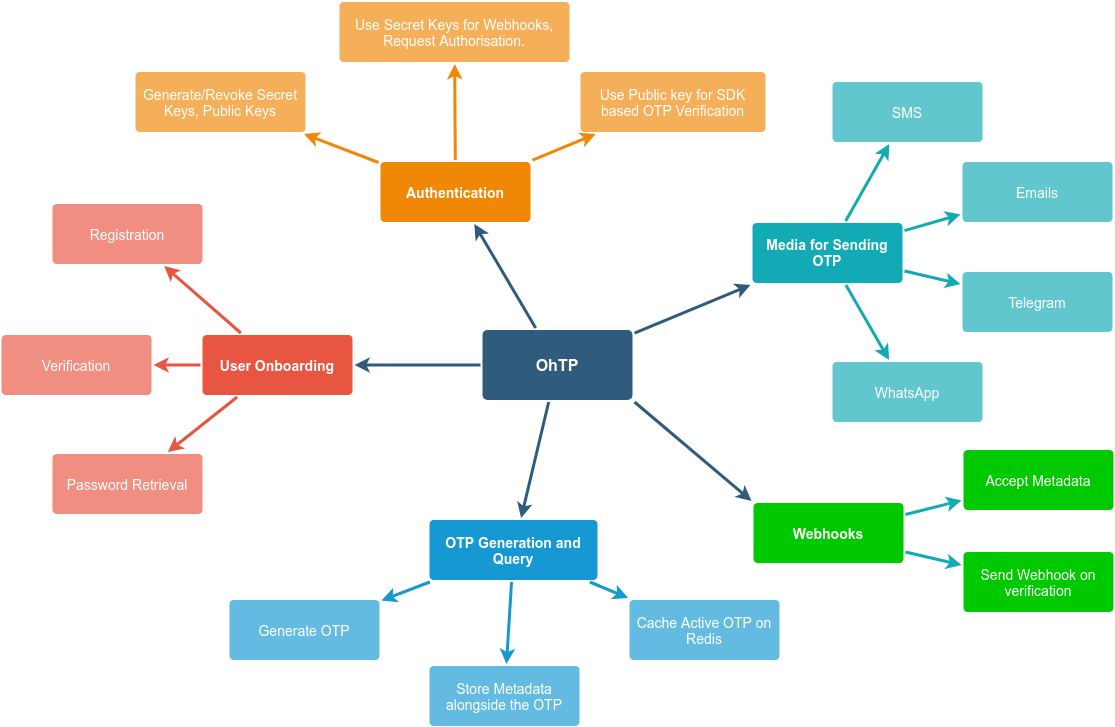 Use Secret Keys for Webhooks,
Request Authorisation.
Generate/Revoke Secret
Keys, Public Keys
Use Public key for SDK
based OTP Verification
SMS
Authentication
Emails
Registration
Media for Sending
OTP
Telegram
OhTP
User Onboarding
Verification
WhatsApp
Password Retrieval
Accept Metadata
Webhooks
OTP Generation and
Query
Send Webhook on
verification
Generate OTP
Cache Active OTP on
Redis
Store Metadata
alongside the OTP